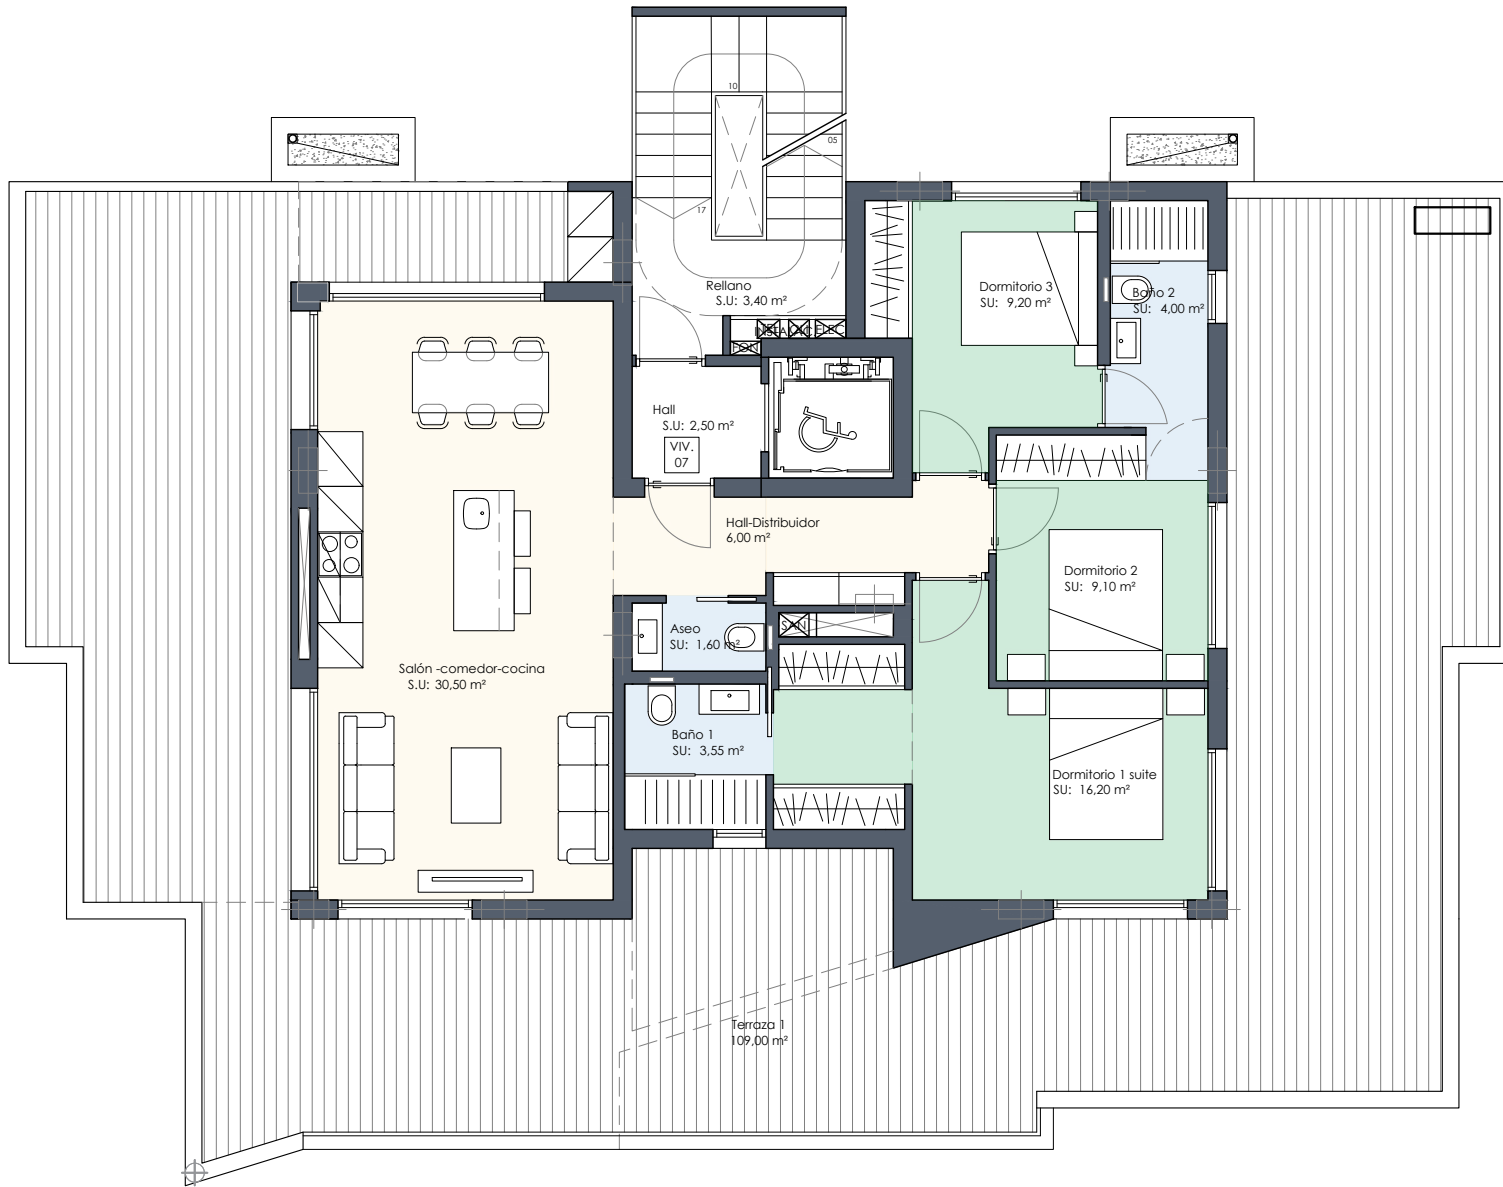 10
05
17
Rellano
S.U: 3,40 m²
ELEC
Dormitorio 3
SU: 9,20 m²
Baño 2
SU: 4,00 m²
Hall
S.U: 2,50 m²
VIV.
07
Hall-Distribuidor
6,00 m²
Dormitorio 2
SU: 9,10 m²
SAN
Aseo
SU: 1,60 m²
Salón -comedor-cocina
S.U: 30,50 m²
Baño 1
SU: 3,55 m²
Dormitorio 1 suite
SU: 16,20 m²
Terraza 1
109,00 m²